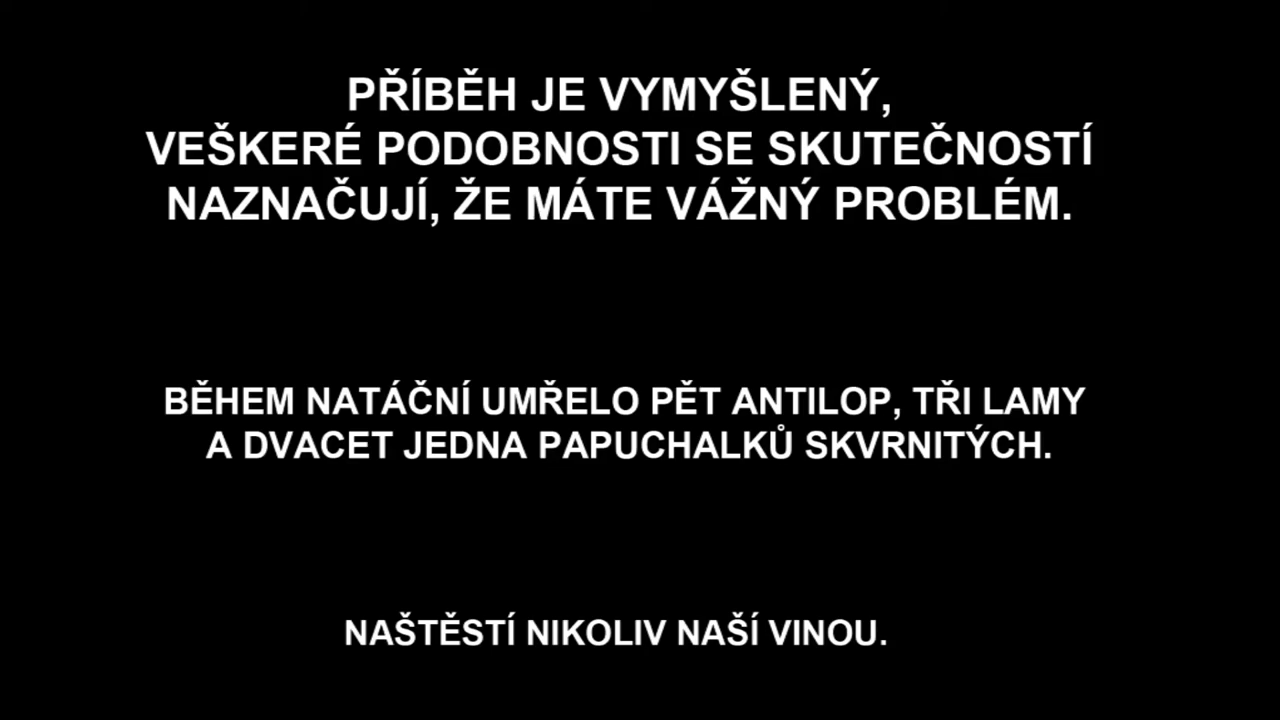 PŘÍBĚH JE VYMYŠLENÝ,
VEŠKERÉ PODOBNOSTI SE SKUTEČNOSTÍ
NAZNAČUJÍ, ŽE MÁTE VÁŽNÝ PROBLÉM.
BĚHEM NATÁČNÍ UMŘELO PĚT ANTILOP, TŘI LAMY
A DVACET JEDNA PAPUCHALKŮ SKVRNITÝCH.
NAŠTĚSTÍ NIKOLIV NAŠÍ VINOU.